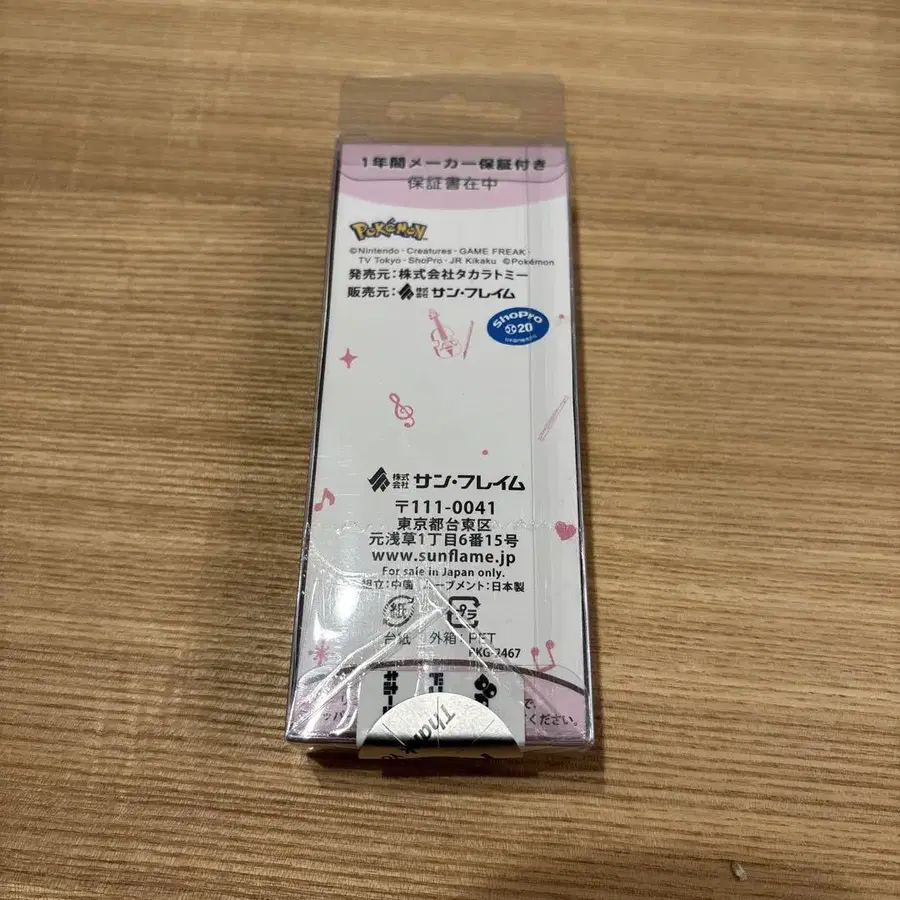 1年間メーカー保証付き
保証書在中
POKéMON
©Nintendo・Creatures・GAME FREAK・
TV Tokyo・ShoPro・JR Kikaku ©Pokémon
発売元：株式会社タカラトミー
販売元：株式会社 サン・フレイム
ShoPro
20
株式会社 サン・フレイム
〒111-0041
東京都台東区
元浅草1丁目6番15号
www.sunflame.jp
For sale in Japan only.
組立：中国 ムーブメント：日本製
紙 プラ
台紙 外箱：PET
PKG-2467
ください。
Thank